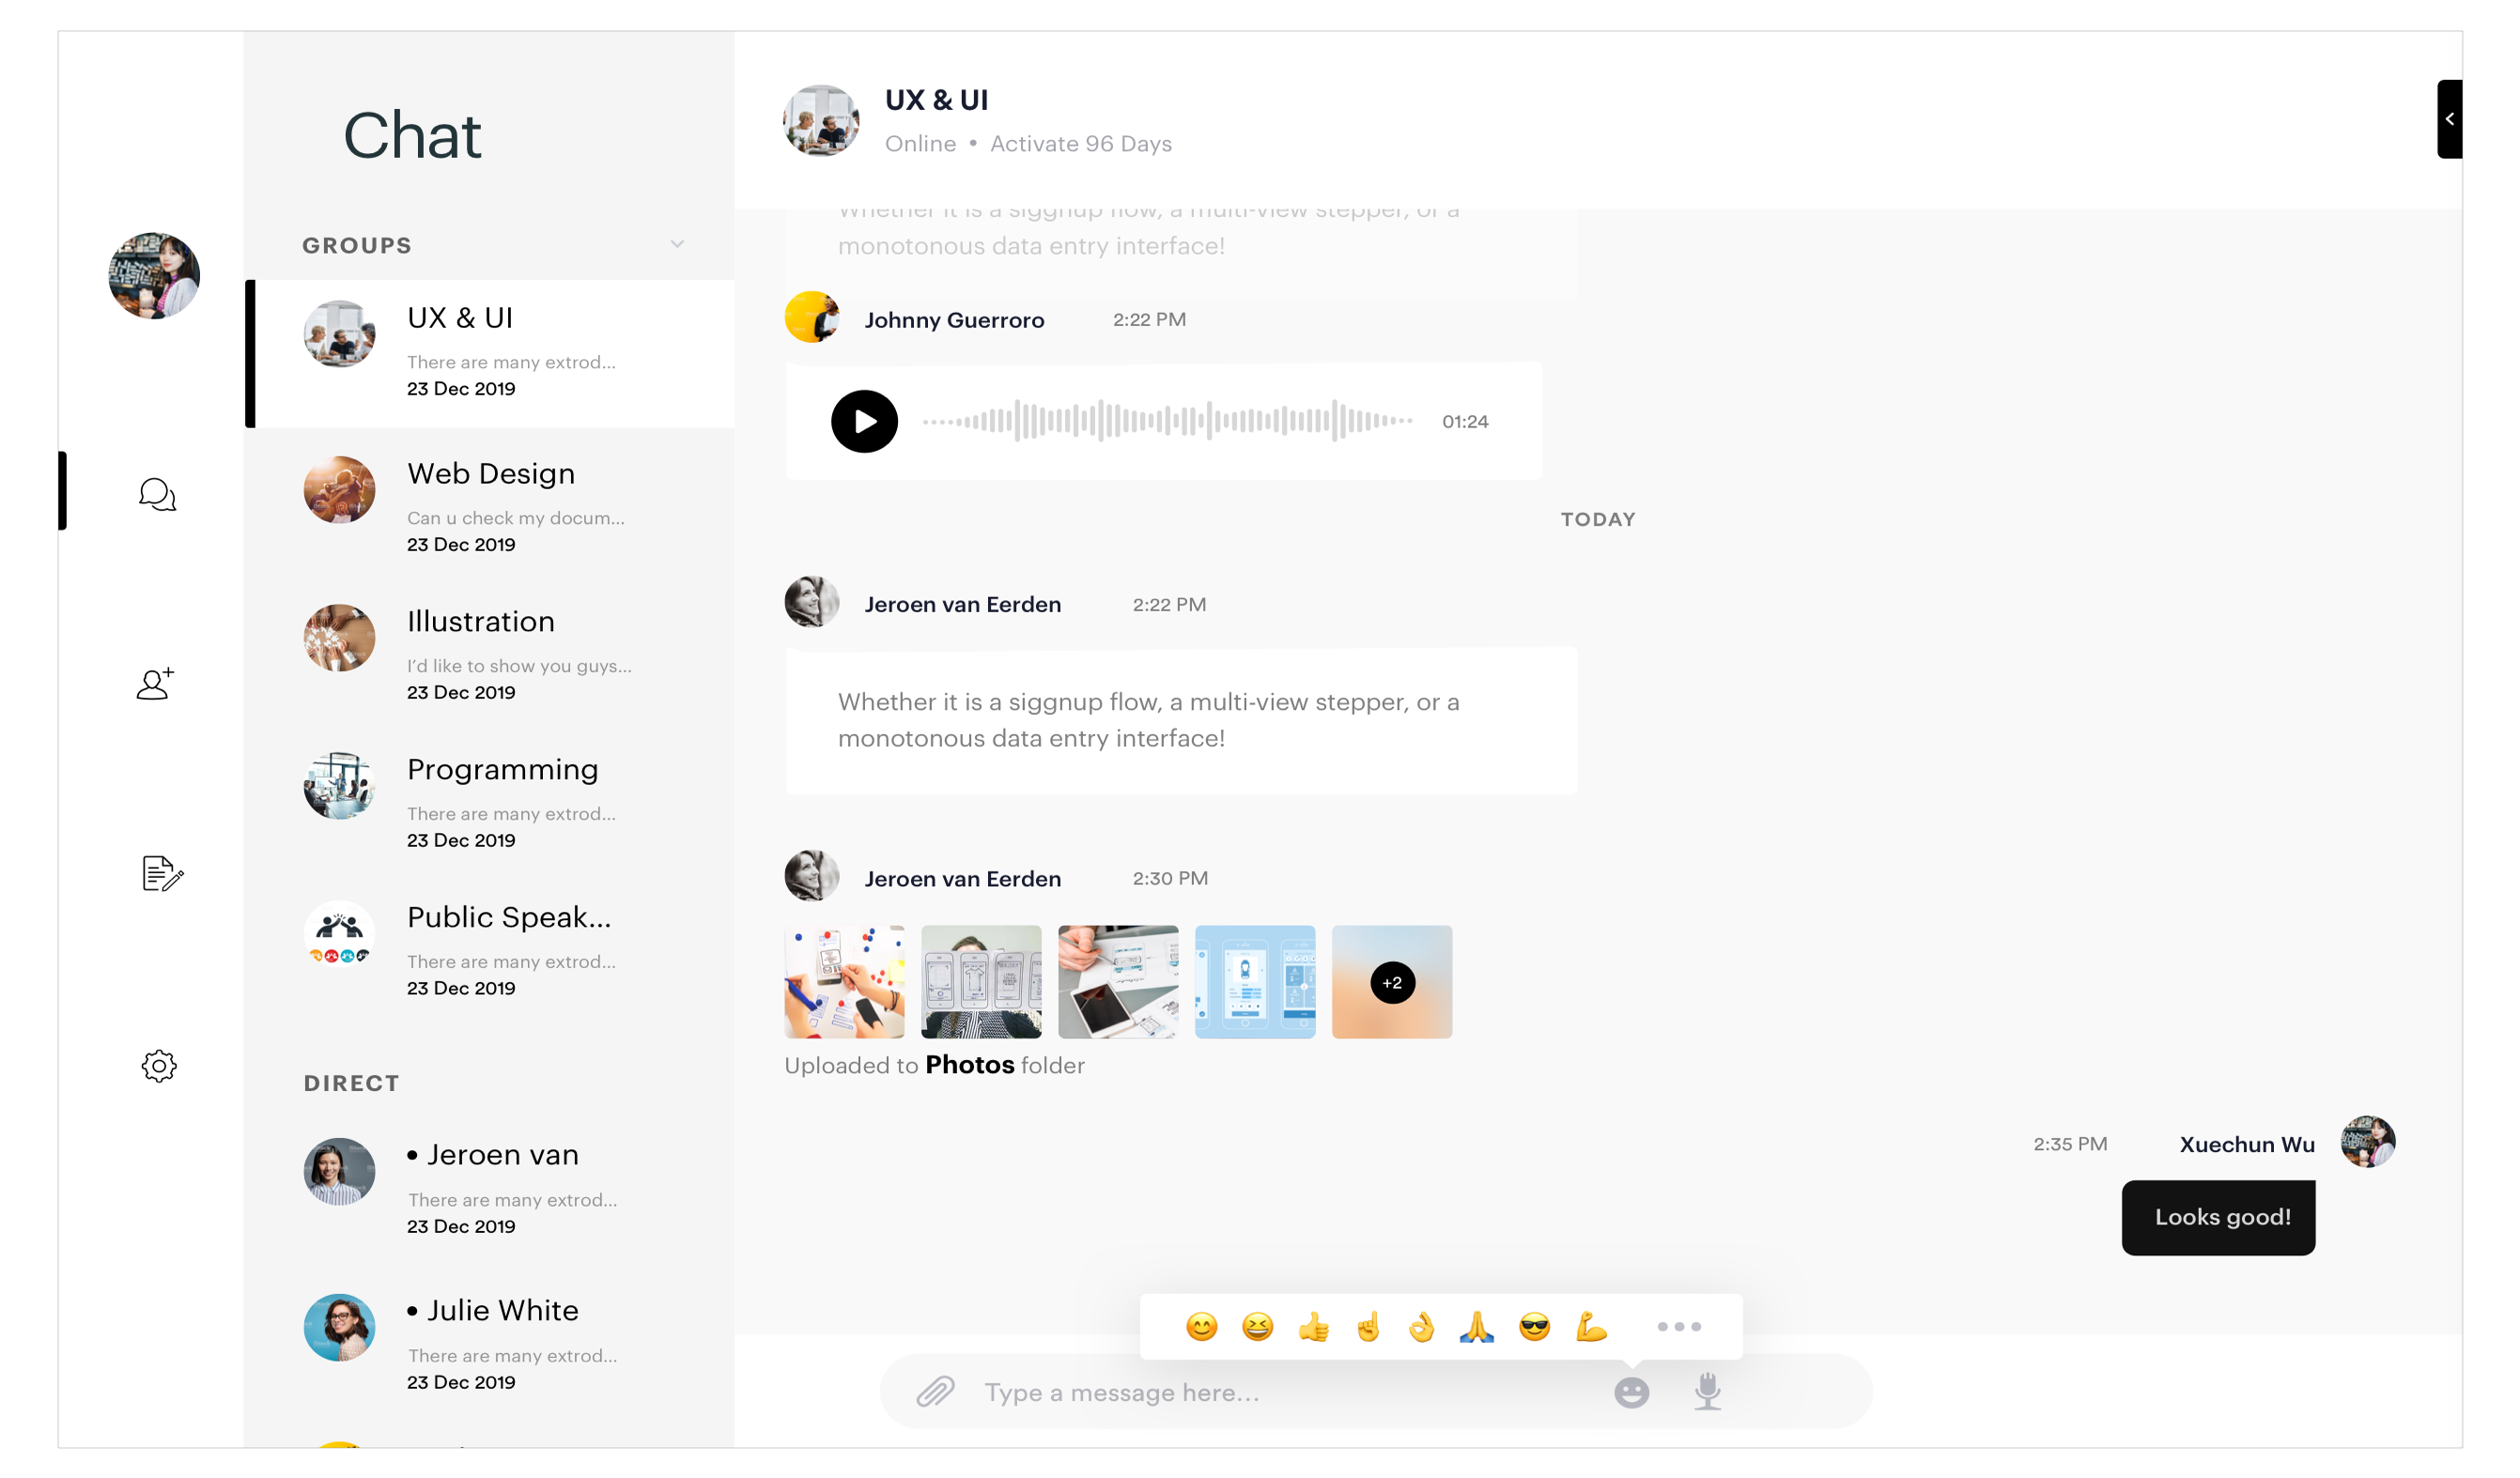 Chat
GROUPS
UX & UI
There are many extrod...
23 Dec 2019
Web Design
Can u check my docum...
23 Dec 2019
Illustration
I'd like to show you guys...
23 Dec 2019
Programming
There are many extrod...
23 Dec 2019
Public Speak...
There are many extrod...
23 Dec 2019
DIRECT
• Jeroen van
There are many extrod...
23 Dec 2019
• Julie White
There are many extrod...
23 Dec 2019
UX & UI
Online • Activate 96 Days
Whether it is a siggnup flow, a multi-view stepper, or a
monotonous data entry interface!
Johnny Guerroro 2:22 PM
01:24
TODAY
Jeroen van Eerden 2:22 PM
Whether it is a siggnup flow, a multi-view stepper, or a
monotonous data entry interface!
Jeroen van Eerden 2:30 PM
+2
Uploaded to Photos folder
2:35 PM Xuechun Wu
Looks good!
Type a message here...